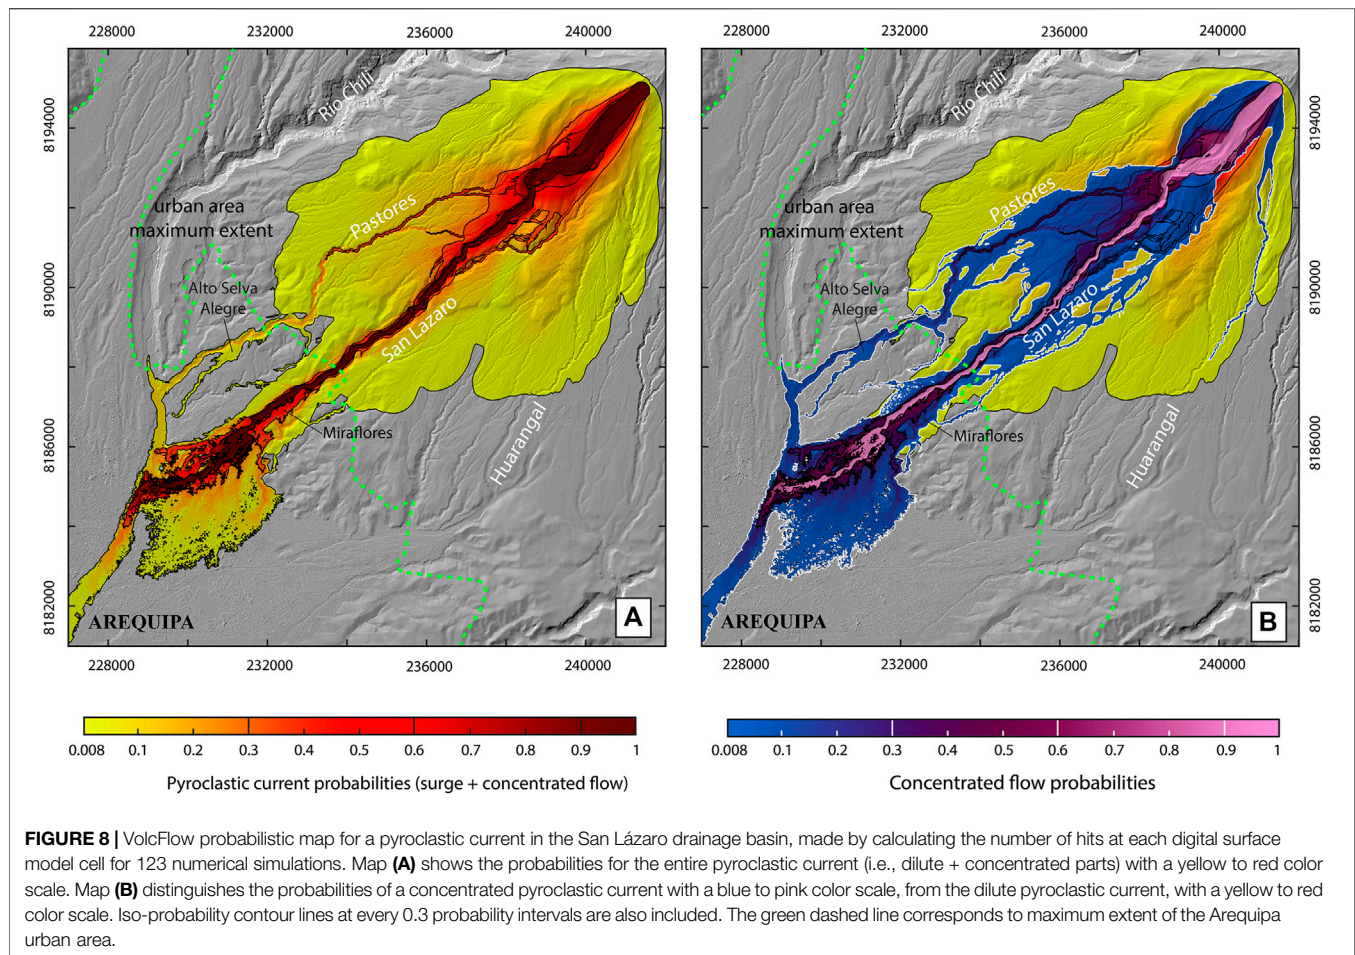 228000 232000 236000 240000
228000 232000 236000 240000
8194000
8190000
8186000
8182000
Rio Chili
Pastores
urban area
maximum extent
Alto Selva
Alegre
San Lazaro
Miraflores
Huarangal
AREQUIPA
A
228000 232000 236000 240000
Rio Chili
Pastores
urban area
maximum extent
Alto Selva
Alegre
San Lazaro
Miraflores
Huarangal
AREQUIPA
B
8194000
8190000
8186000
8182000
228000 232000 236000 240000
0.008 0.1 0.2 0.3 0.4 0.5 0.6 0.7 0.8 0.9 1
Pyroclastic current probabilities (surge + concentrated flow)
0.008 0.1 0.2 0.3 0.4 0.5 0.6 0.7 0.8 0.9 1
Concentrated flow probabilities
FIGURE 8 | VolcFlow probabilistic map for a pyroclastic current in the San Lázaro drainage basin, made by calculating the number of hits at each digital surface
model cell for 123 numerical simulations. Map (A) shows the probabilities for the entire pyroclastic current (i.e., dilute + concentrated parts) with a yellow to red color
scale. Map (B) distinguishes the probabilities of a concentrated pyroclastic current with a blue to pink color scale, from the dilute pyroclastic current, with a yellow to red
color scale. Iso-probability contour lines at every 0.3 probability intervals are also included. The green dashed line corresponds to maximum extent of the Arequipa
urban area.